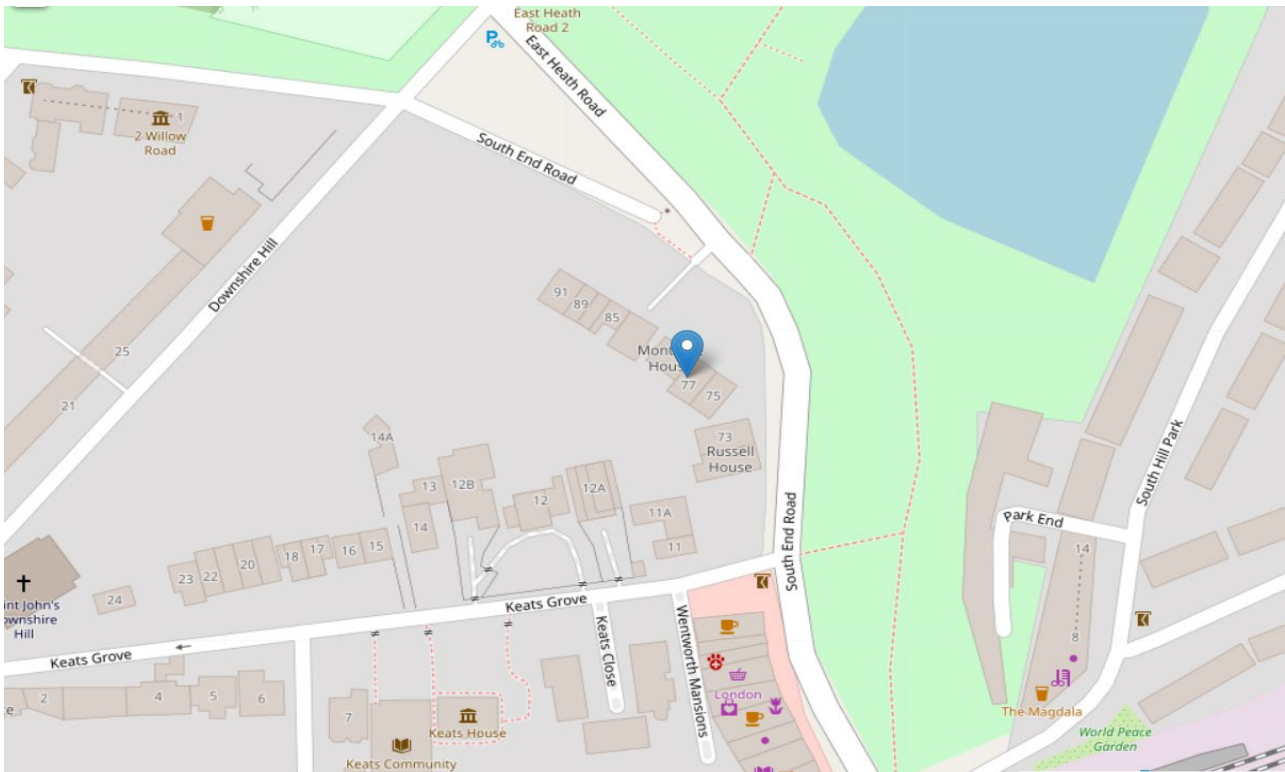 East Heath
Road 2
East Heath Road
1
2 Willow
Road
South End Road
Downshire Hill
91
89
85
77
75
25
21
73
Russell
House
14A
13
12B
12
12A
11A
14
11
South End Road
South Hill Park
Park End
14
8
24
23
22
20
18
17
16
15
Hill
Keats Grove
Keats Grove
Keats Close
Wentworth Mansions
2
4
5
6
7
Keats House
Keats Community
London
The Magdala
World Peace
Garden